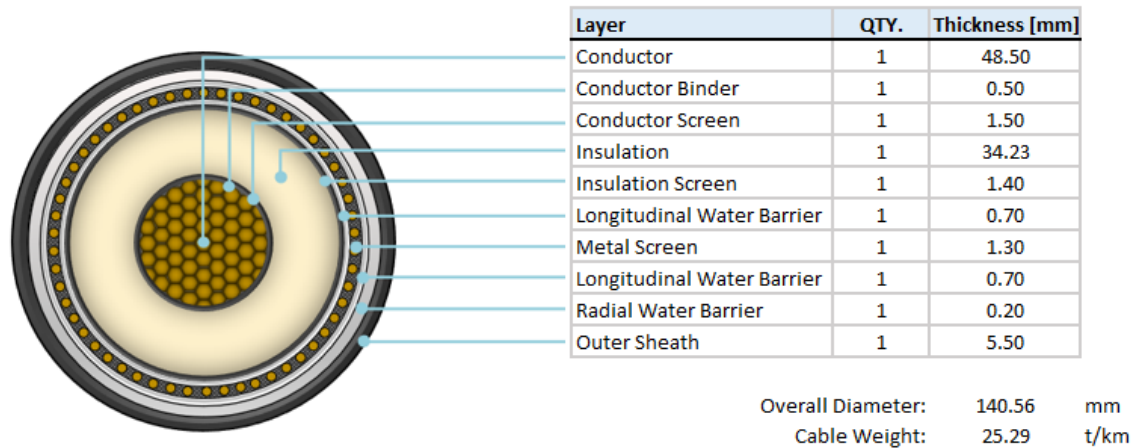 Layer QTY. Thickness [mm]
Conductor 1 48.50
Conductor Binder 1 0.50
Conductor Screen 1 1.50
Insulation 1 34.23
Insulation Screen 1 1.40
Longitudinal Water Barrier 1 0.70
Metal Screen 1 1.30
Longitudinal Water Barrier 1 0.70
Radial Water Barrier 1 0.20
Outer Sheath 1 5.50
Overall Diameter: 140.56 mm
Cable Weight: 25.29 t/km